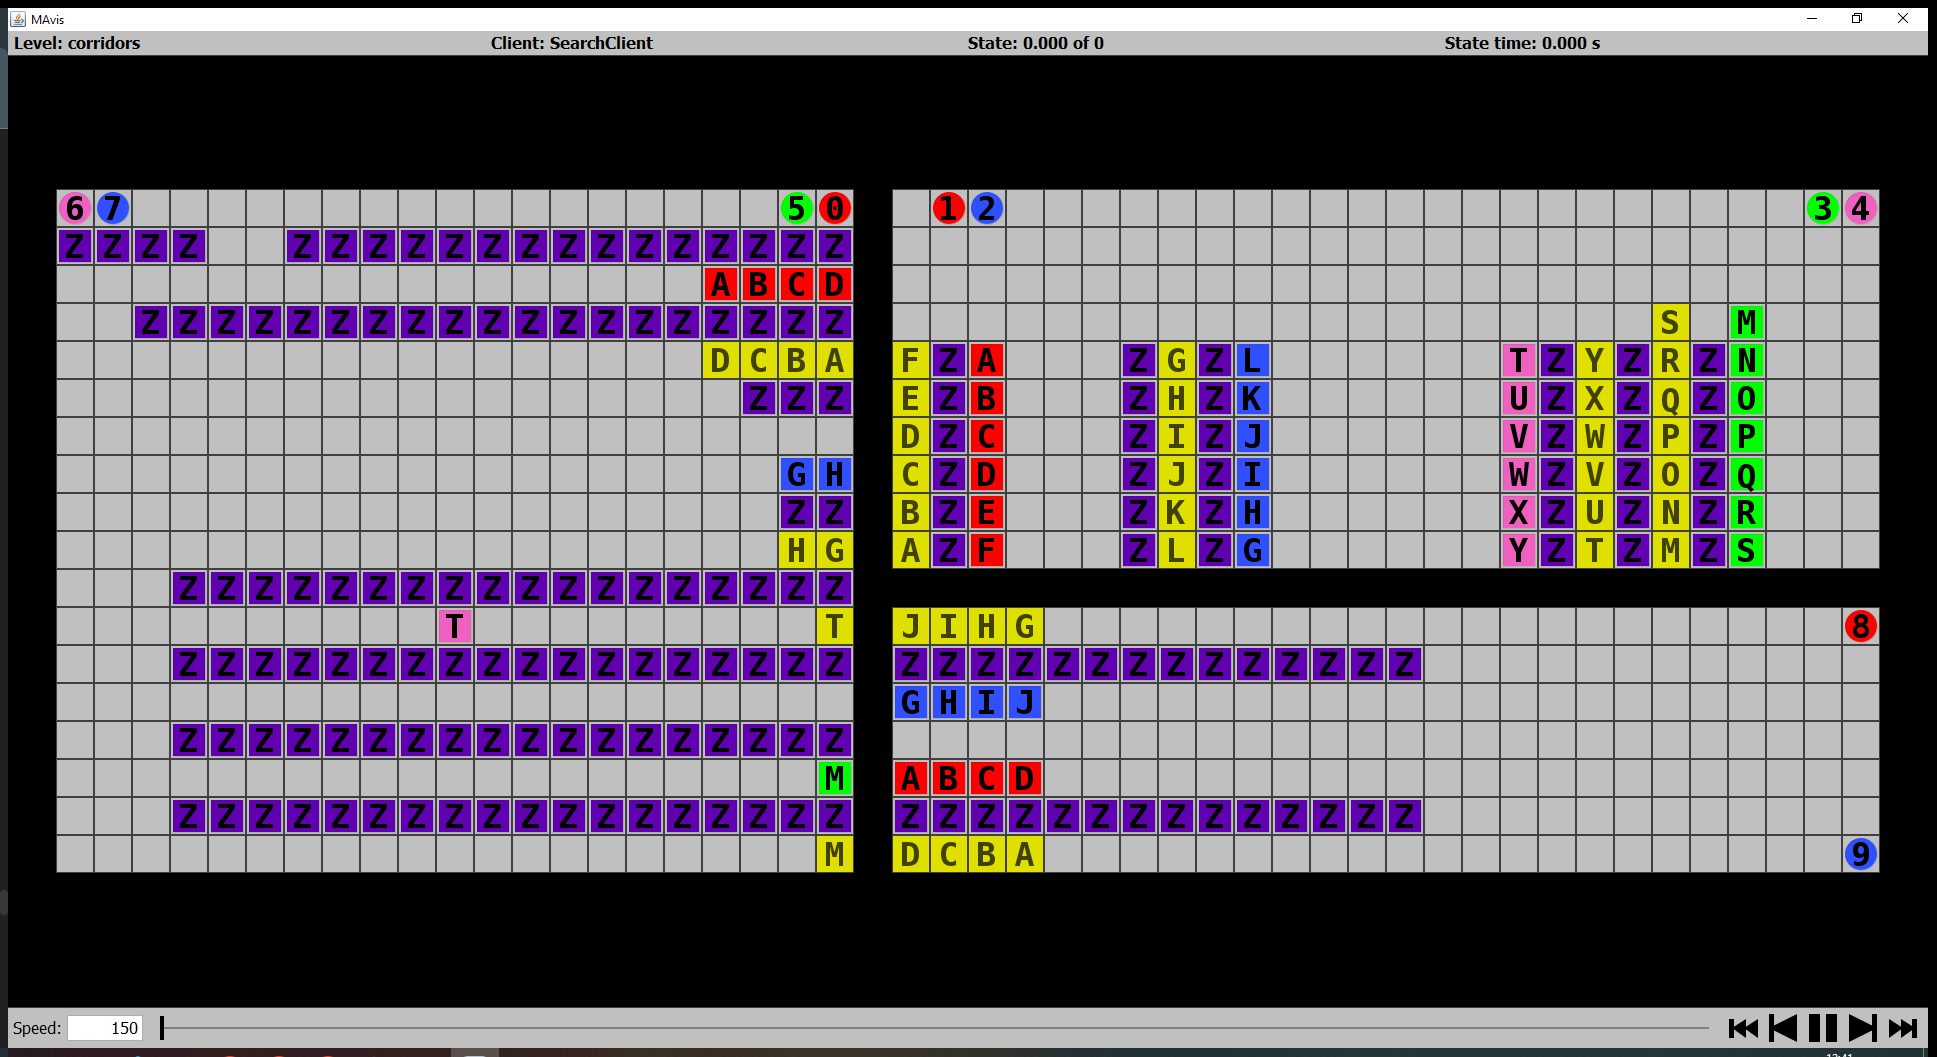 MAvis
Level: corridors Client: SearchClient State: 0.000 of 0 State time: 0.000 s
6 7 5 0 1 2 3 4
Z Z Z Z Z Z Z Z Z Z Z Z Z Z Z Z Z Z Z
A B C D
Z Z Z Z Z Z Z Z Z Z Z Z Z Z Z Z Z Z Z S M
D C B A F Z A Z G Z L T Z Y Z R Z N
Z Z Z E Z B Z H Z K U Z X Z Q Z O
D Z C Z I Z J V Z W Z P Z P
G H C Z D Z J Z I W Z V Z O Z Q
Z Z B Z E Z K Z H X Z U Z N Z R
H G A Z F Z L Z G Y Z T Z M Z S
Z Z Z Z Z Z Z Z Z Z Z Z Z Z Z Z Z Z
T T J I H G 8
Z Z Z Z Z Z Z Z Z Z Z Z Z Z Z Z Z Z Z Z Z Z Z Z Z Z Z Z Z Z Z Z
G H I J
Z Z Z Z Z Z Z Z Z Z Z Z Z Z Z Z Z Z
M A B C D
Z Z Z Z Z Z Z Z Z Z Z Z Z Z Z Z Z Z Z Z Z Z Z Z Z Z Z Z Z Z Z Z
M D C B A 9
Speed: 150